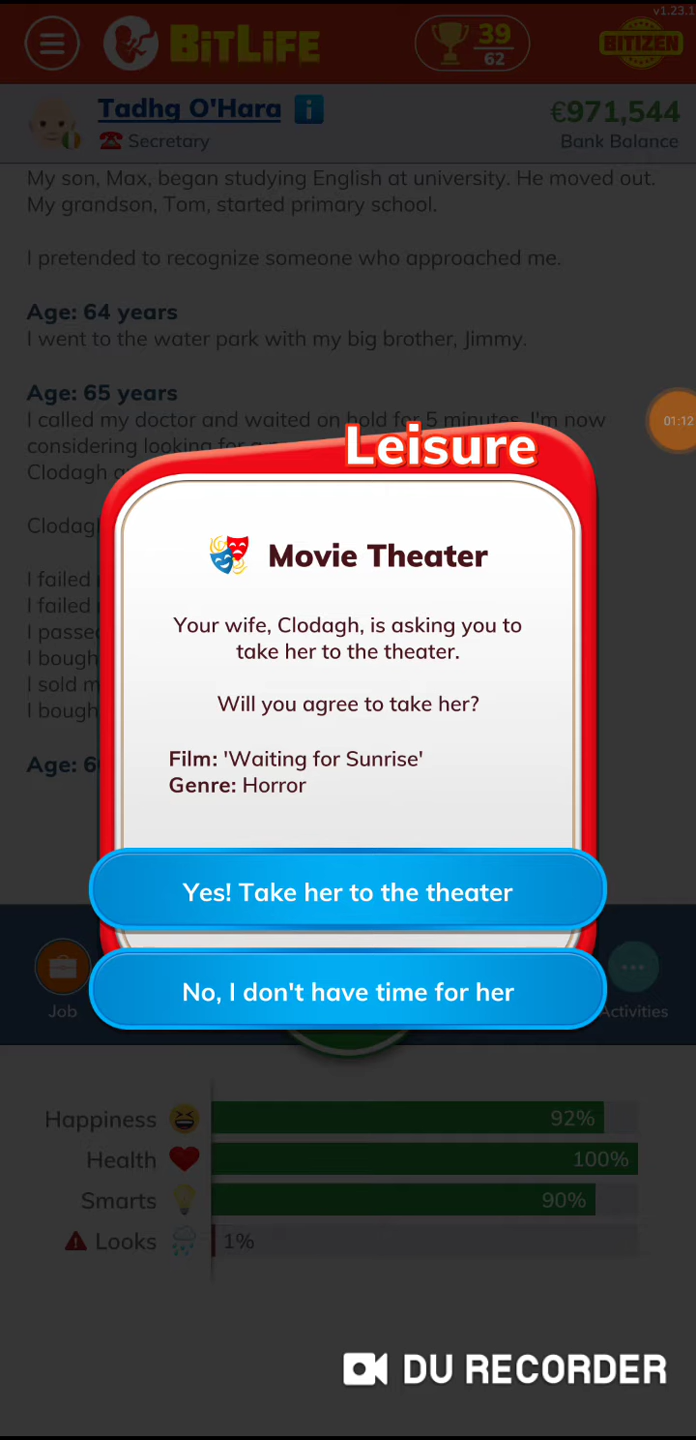 v1.23.1
BITLIFE
39
62
BITIZEN
Tadhg O'Hara i
€971,544
Secretary
Bank Balance
My son, Max, began studying English at university. He moved out.
My grandson, Tom, started primary school.
I pretended to recognize someone who approached me.
Age: 64 years
I went to the water park with my big brother, Jimmy.
Age: 65 years
I called my doctor and waited on hold for 5 minutes. I'm now
01:12
considering looking for a
Clodagh
Leisure
Clodagh
I failed
I failed
I passed
I bought
I sold
I bought
Age:
Movie Theater
Your wife, Clodagh, is asking you to
take her to the theater.
Will you agree to take her?
Film: 'Waiting for Sunrise'
Genre: Horror
Yes! Take her to the theater
No, I don't have time for her
Job
Activities
Happiness 92%
Health 100%
Smarts 90%
Looks 1%
DU RECORDER